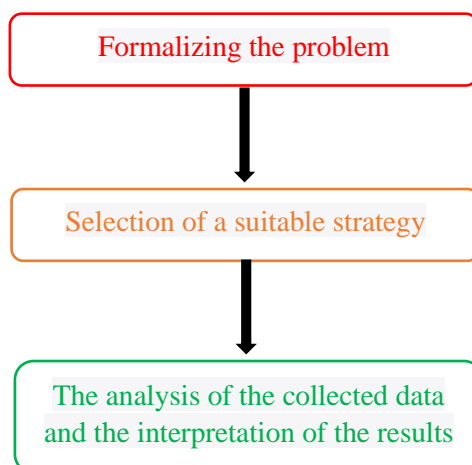 Formalizing the problem
Selection of a suitable strategy
The analysis of the collected data
and the interpretation of the results